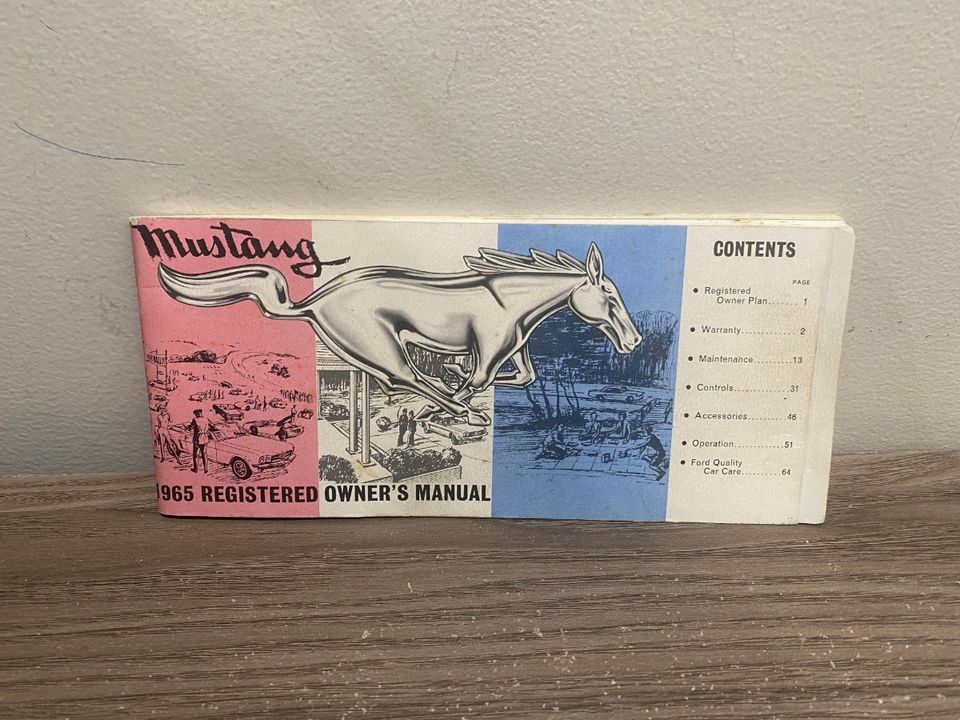 Mustang
1965 REGISTERED OWNER'S MANUAL
CONTENTS
PAGE
• Registered
Owner Plan....... 1
• Warranty............. 2
• Maintenance..........13
• Controls..............31
• Accessories..........46
• Operation.............51
• Ford Quality
Car Care..........64